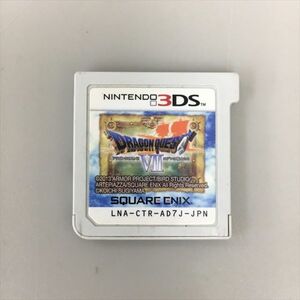 NINTENDO 3DS™
DRAGON QUEST
VII
©2013 ARMOR PROJECT/BIRD STUDIO/
ARTEPIAZZA/SQUARE ENIX All Rights Reserved.
©KOICHI SUGIYAMA
SQUARE ENIX
LNA-CTR-AD7J-JPN